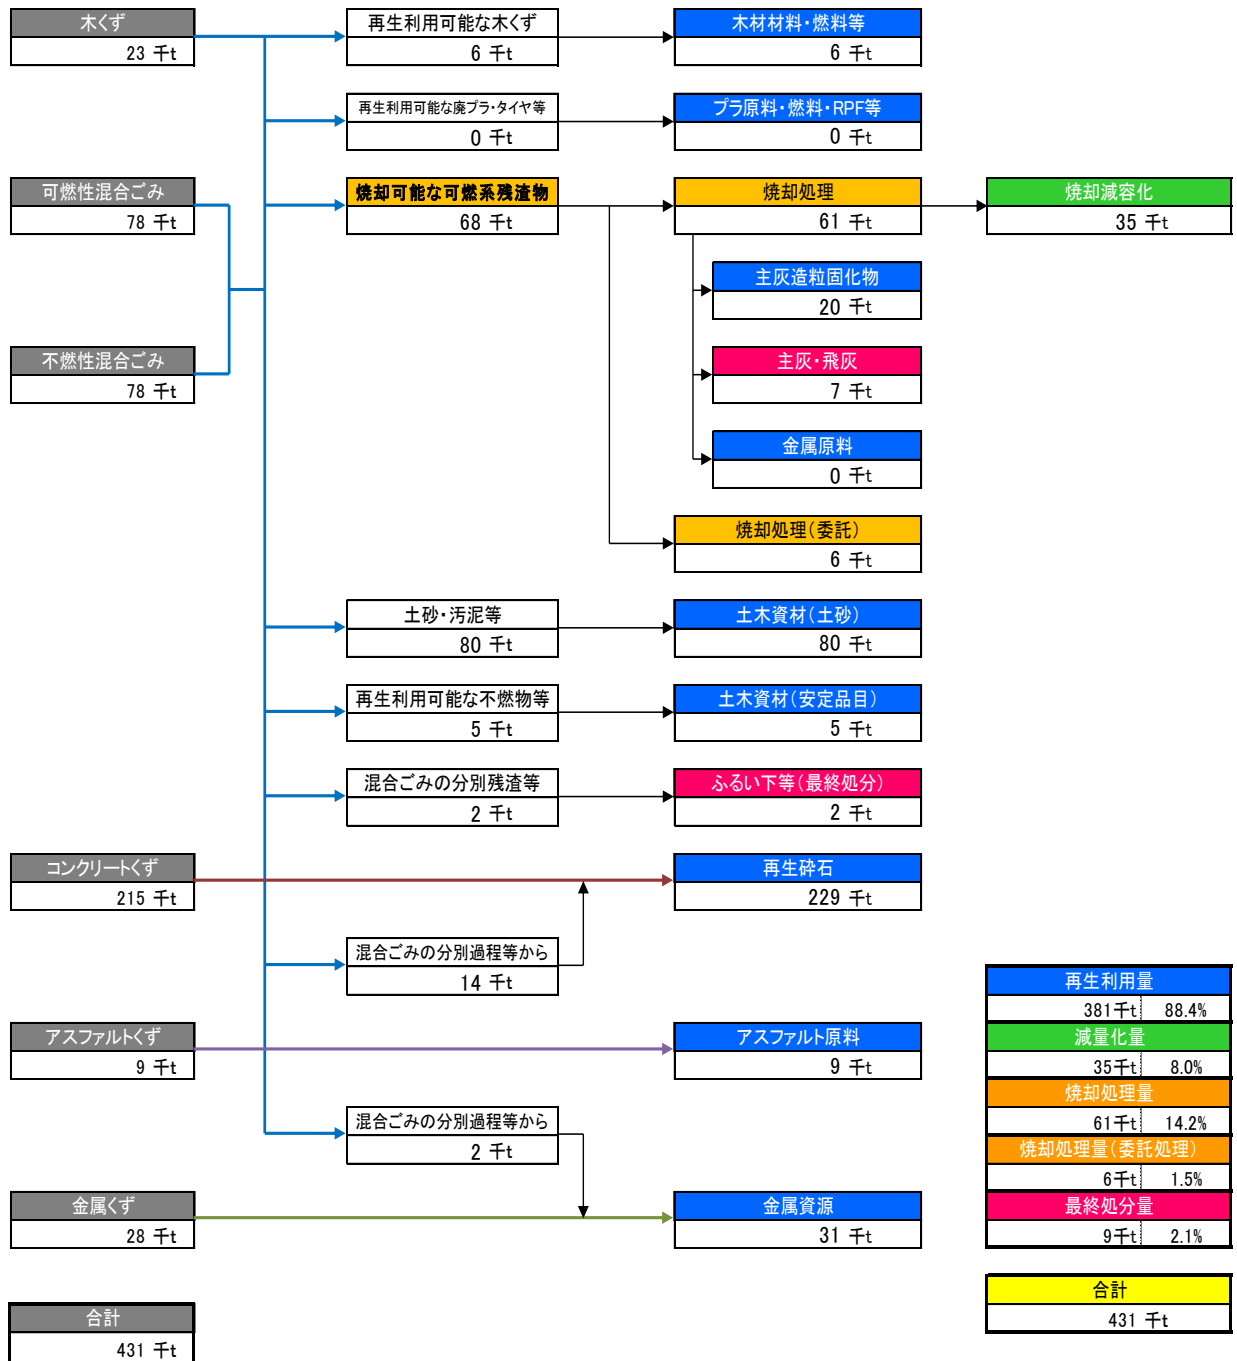 木くず
23 千t
再生利用可能な木くず
6 千t
木材材料・燃料等
6 千t
再生利用可能な廃プラ・タイヤ等
0 千t
プラ原料・燃料・RPF等
0 千t
可燃性混合ごみ
78 千t
焼却可能な可燃系残渣物
68 千t
焼却処理
61 千t
焼却減容化
35 千t
主灰造粒固化物
20 千t
不燃性混合ごみ
78 千t
主灰・飛灰
7 千t
金属原料
0 千t
焼却処理(委託)
6 千t
土砂・汚泥等
80 千t
土木資材(土砂)
80 千t
再生利用可能な不燃物等
5 千t
土木資材(安定品目)
5 千t
混合ごみの分別残渣等
2 千t
ふるい下等(最終処分)
2 千t
コンクリートくず
215 千t
再生砕石
229 千t
混合ごみの分別過程等から
14 千t
アスファルトくず
9 千t
アスファルト原料
9 千t
混合ごみの分別過程等から
2 千t
金属くず
28 千t
金属資源
31 千t
合計
431 千t
再生利用量
381千t 88.4%
減量化量
35千t 8.0%
焼却処理量
61千t 14.2%
焼却処理量(委託処理)
6千t 1.5%
最終処分量
9千t 2.1%
合計
431 千t